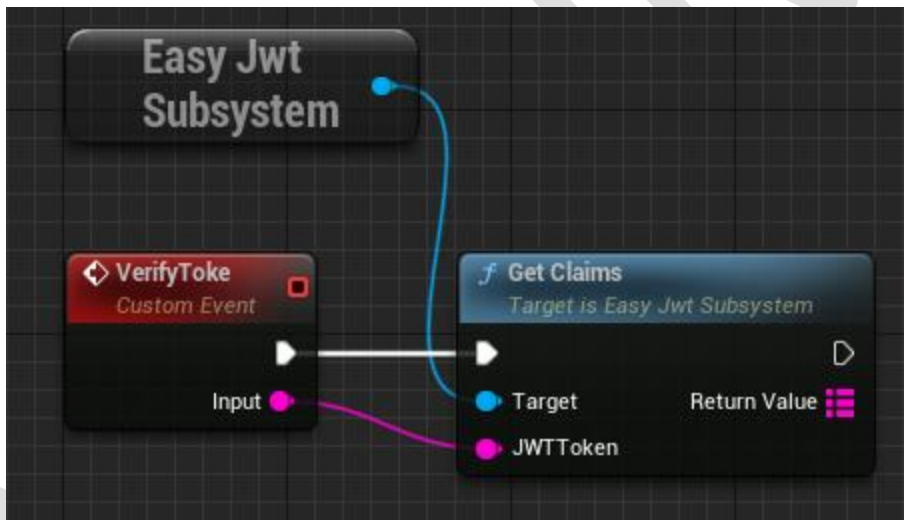 Easy Jwt
Subsystem
VerifyToke
Custom Event
Input
f Get Claims
Target is Easy Jwt Subsystem
Target
Return Value
JWTToken